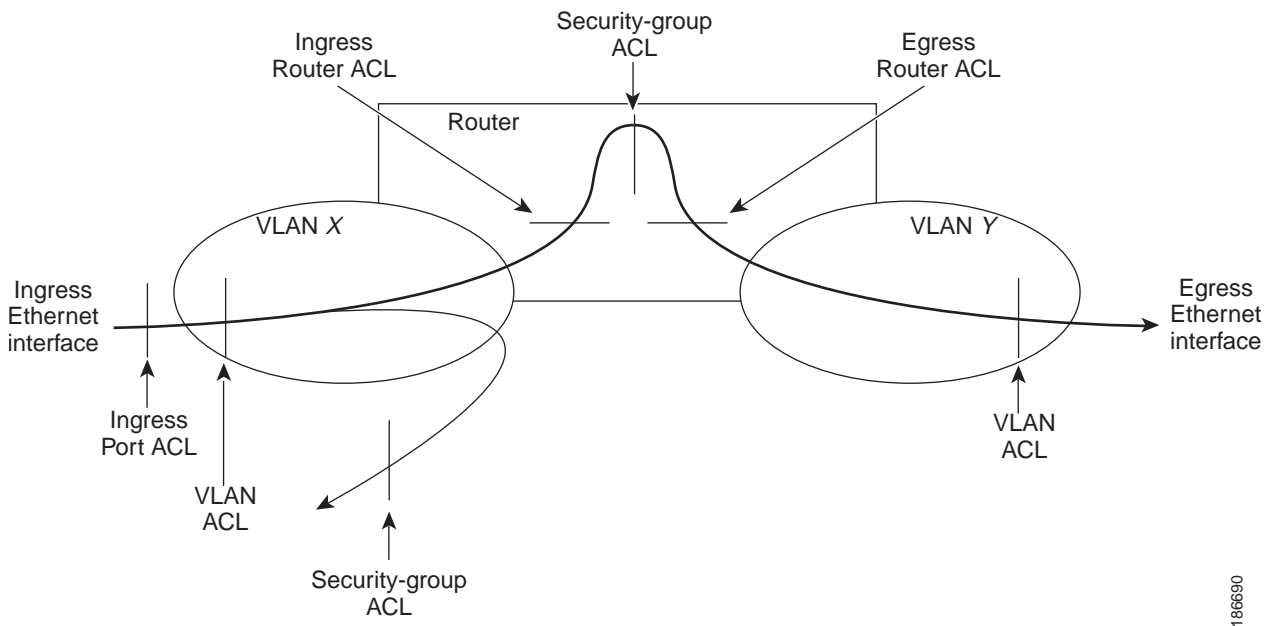 Security-group
ACL
Ingress
Router ACL
Egress
Router ACL
Router
VLAN X
VLAN Y
Ingress
Ethernet
interface
Egress
Ethernet
interface
Ingress
Port ACL
VLAN
ACL
VLAN
ACL
Security-group
ACL
186690